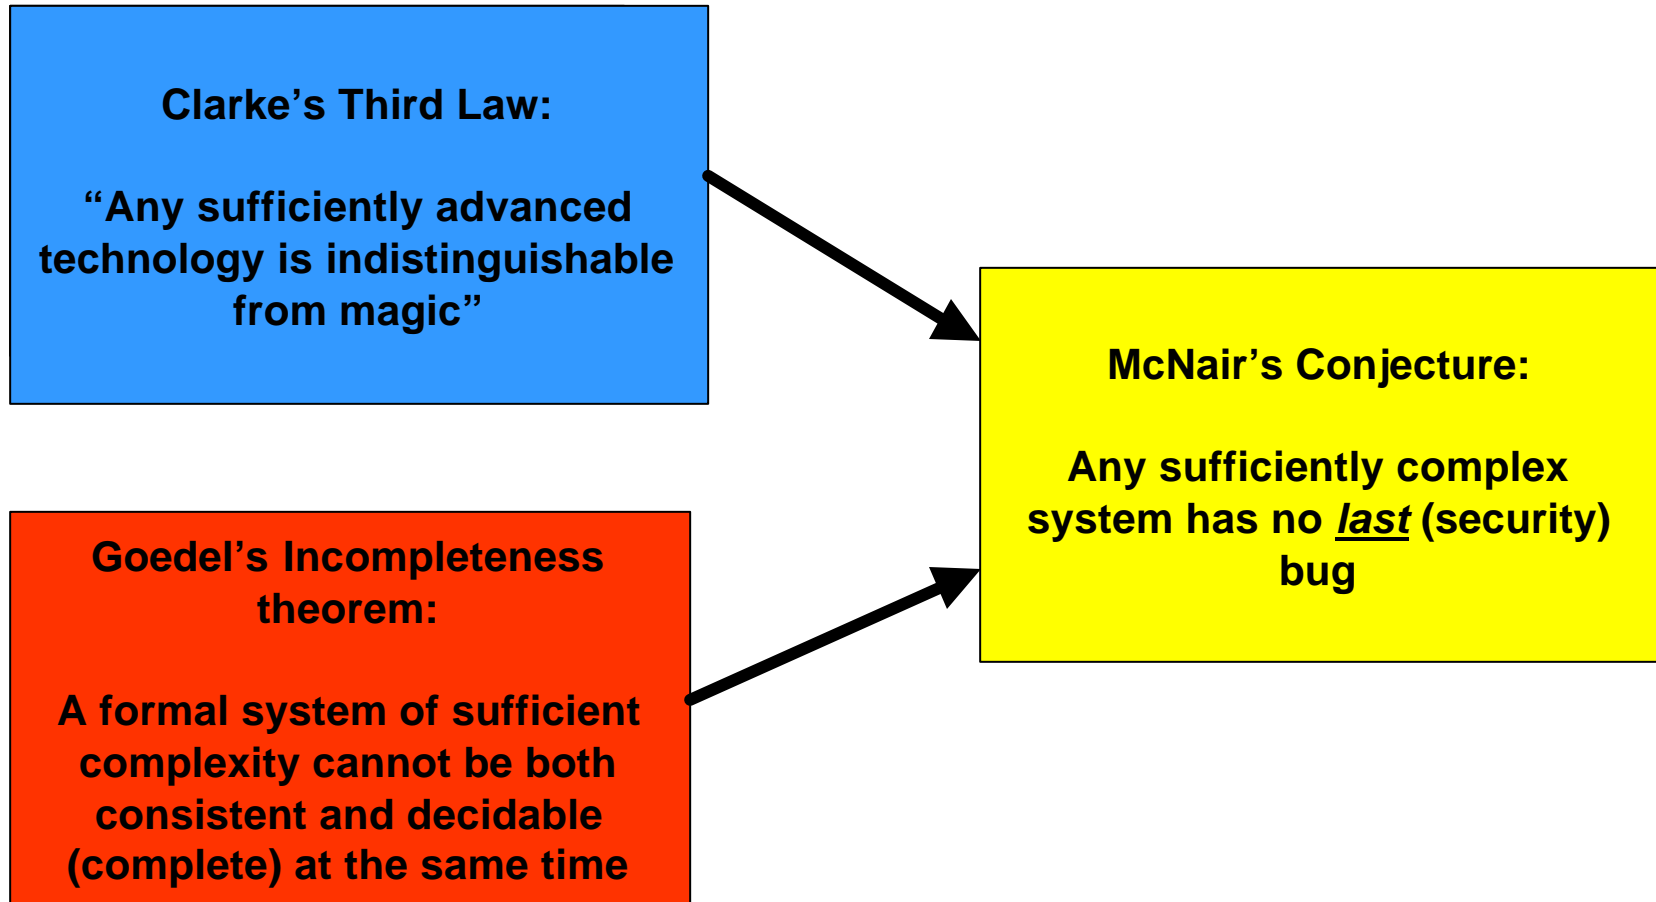 Clarke’s Third Law:
“Any sufficiently advanced
technology is indistinguishable
from magic”
Goedel’s Incompleteness
theorem:
A formal system of sufficient
complexity cannot be both
consistent and decidable
(complete) at the same time
McNair’s Conjecture:
Any sufficiently complex
system has no last (security)
bug